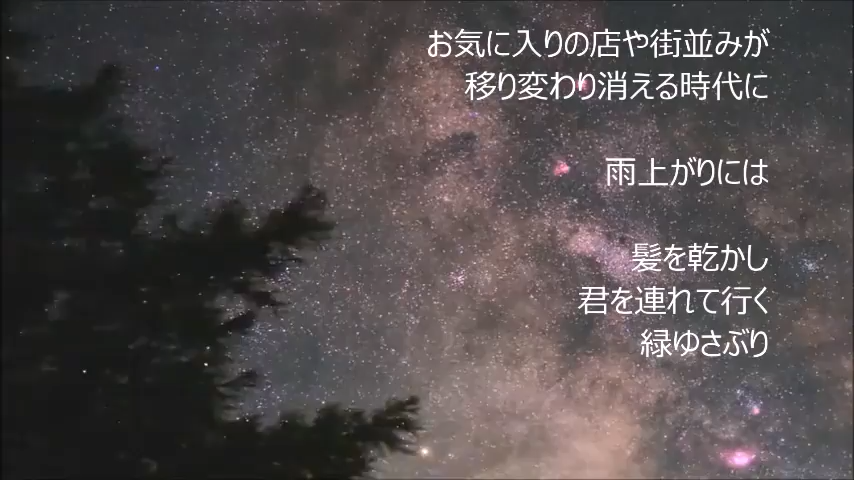 お気に入りの店や街並みが
移り変わり消える時代に
雨上がりには
髪を乾かし
君を連れて行く
緑ゆさぶり